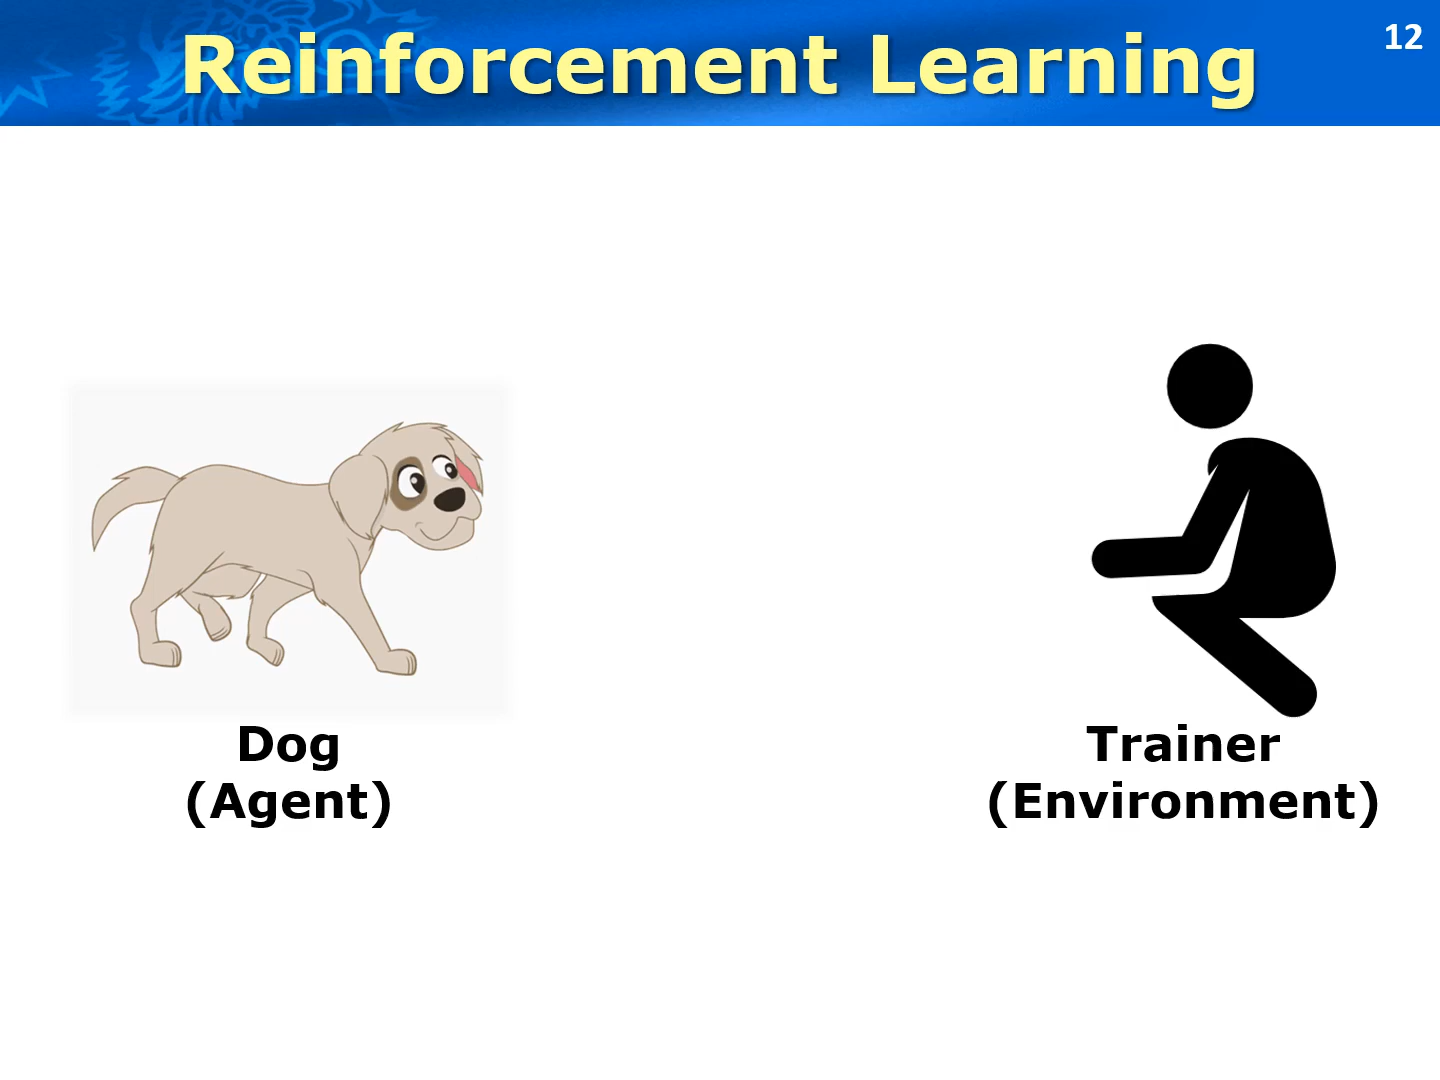 Reinforcement Learning
12
Dog
(Agent)
Trainer
(Environment)